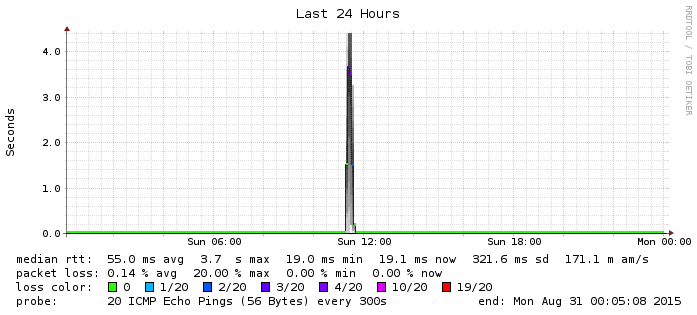 Last 24 Hours
RRDTOOL / TOBI OETIKER
Seconds
4.0
3.0
2.0
1.0
0.0
Sun 06:00 Sun 12:00 Sun 18:00 Mon 00:00
median rtt: 55.0 ms avg 3.7 s max 19.0 ms min 19.1 ms now 321.6 ms sd 171.1 m am/s
packet loss: 0.14 % avg 20.00 % max 0.00 % min 0.00 % now
loss color: 0 1/20 2/20 3/20 4/20 10/20 19/20
probe: 20 ICMP Echo Pings (56 Bytes) every 300s end: Mon Aug 31 00:05:08 2015